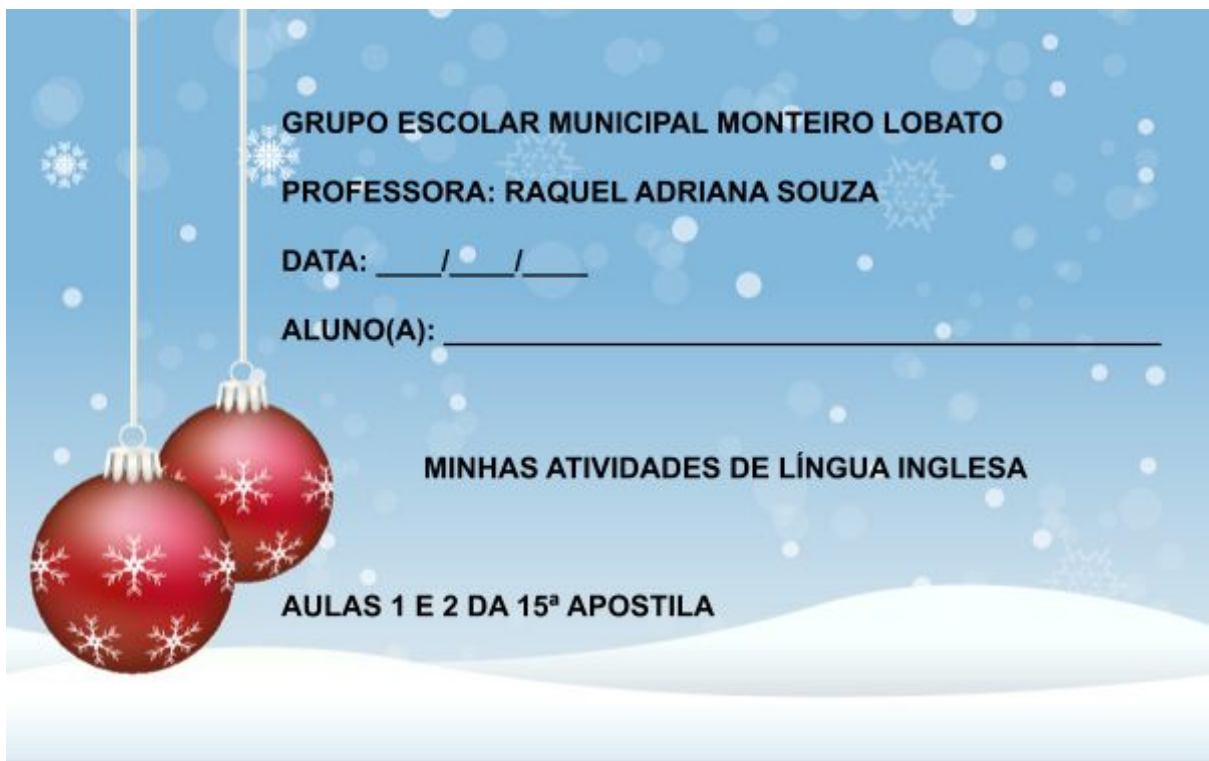 GRUPO ESCOLAR MUNICIPAL MONTEIRO LOBATO
PROFESSORA: RAQUEL ADRIANA SOUZA
DATA: ____/____/____
ALUNO(A): ______________________________________________
MINHAS ATIVIDADES DE LÍNGUA INGLESA
AULAS 1 E 2 DA 15ª APOSTILA